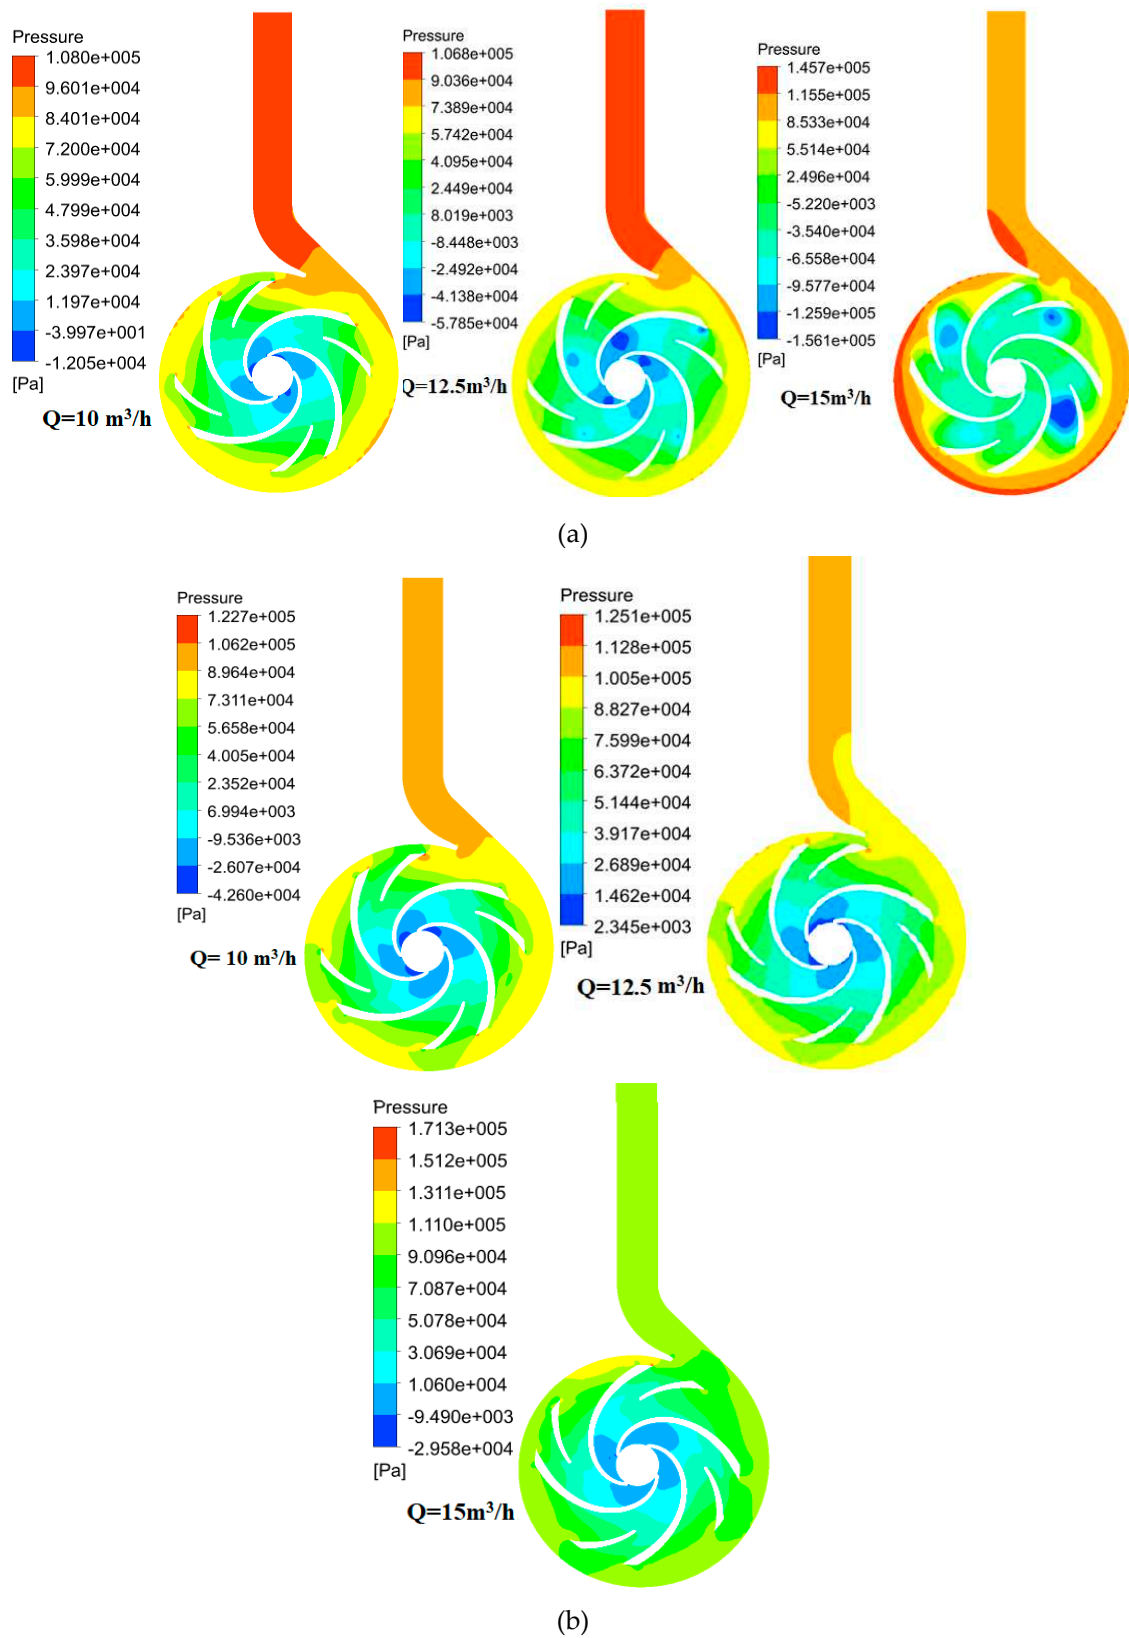 Pressure
1.080e+005
9.601e+004
8.401e+004
7.200e+004
5.999e+004
4.799e+004
3.598e+004
2.397e+004
1.197e+004
-3.997e+001
-1.205e+004
[Pa]
Q=10 m³/h
Pressure
1.068e+005
9.036e+004
7.389e+004
5.742e+004
4.095e+004
2.449e+004
8.019e+003
-8.448e+003
-2.492e+004
-4.138e+004
-5.785e+004
[Pa]
Q=12.5m³/h
Pressure
1.457e+005
1.155e+005
8.533e+004
5.514e+004
2.496e+004
-5.220e+003
-3.540e+004
-6.558e+004
-9.577e+004
-1.259e+005
-1.561e+005
[Pa]
Q=15m³/h
(a)
Pressure
1.227e+005
1.062e+005
8.964e+004
7.311e+004
5.658e+004
4.005e+004
2.352e+004
6.994e+003
-9.536e+003
-2.607e+004
-4.260e+004
[Pa]
Q= 10 m³/h
Pressure
1.251e+005
1.128e+005
1.005e+005
8.827e+004
7.599e+004
6.372e+004
5.144e+004
3.917e+004
2.689e+004
1.462e+004
2.345e+003
[Pa]
Q=12.5 m³/h
Pressure
1.713e+005
1.512e+005
1.311e+005
1.110e+005
9.096e+004
7.087e+004
5.078e+004
3.069e+004
1.060e+004
-9.490e+003
-2.958e+004
[Pa]
Q=15m³/h
(b)